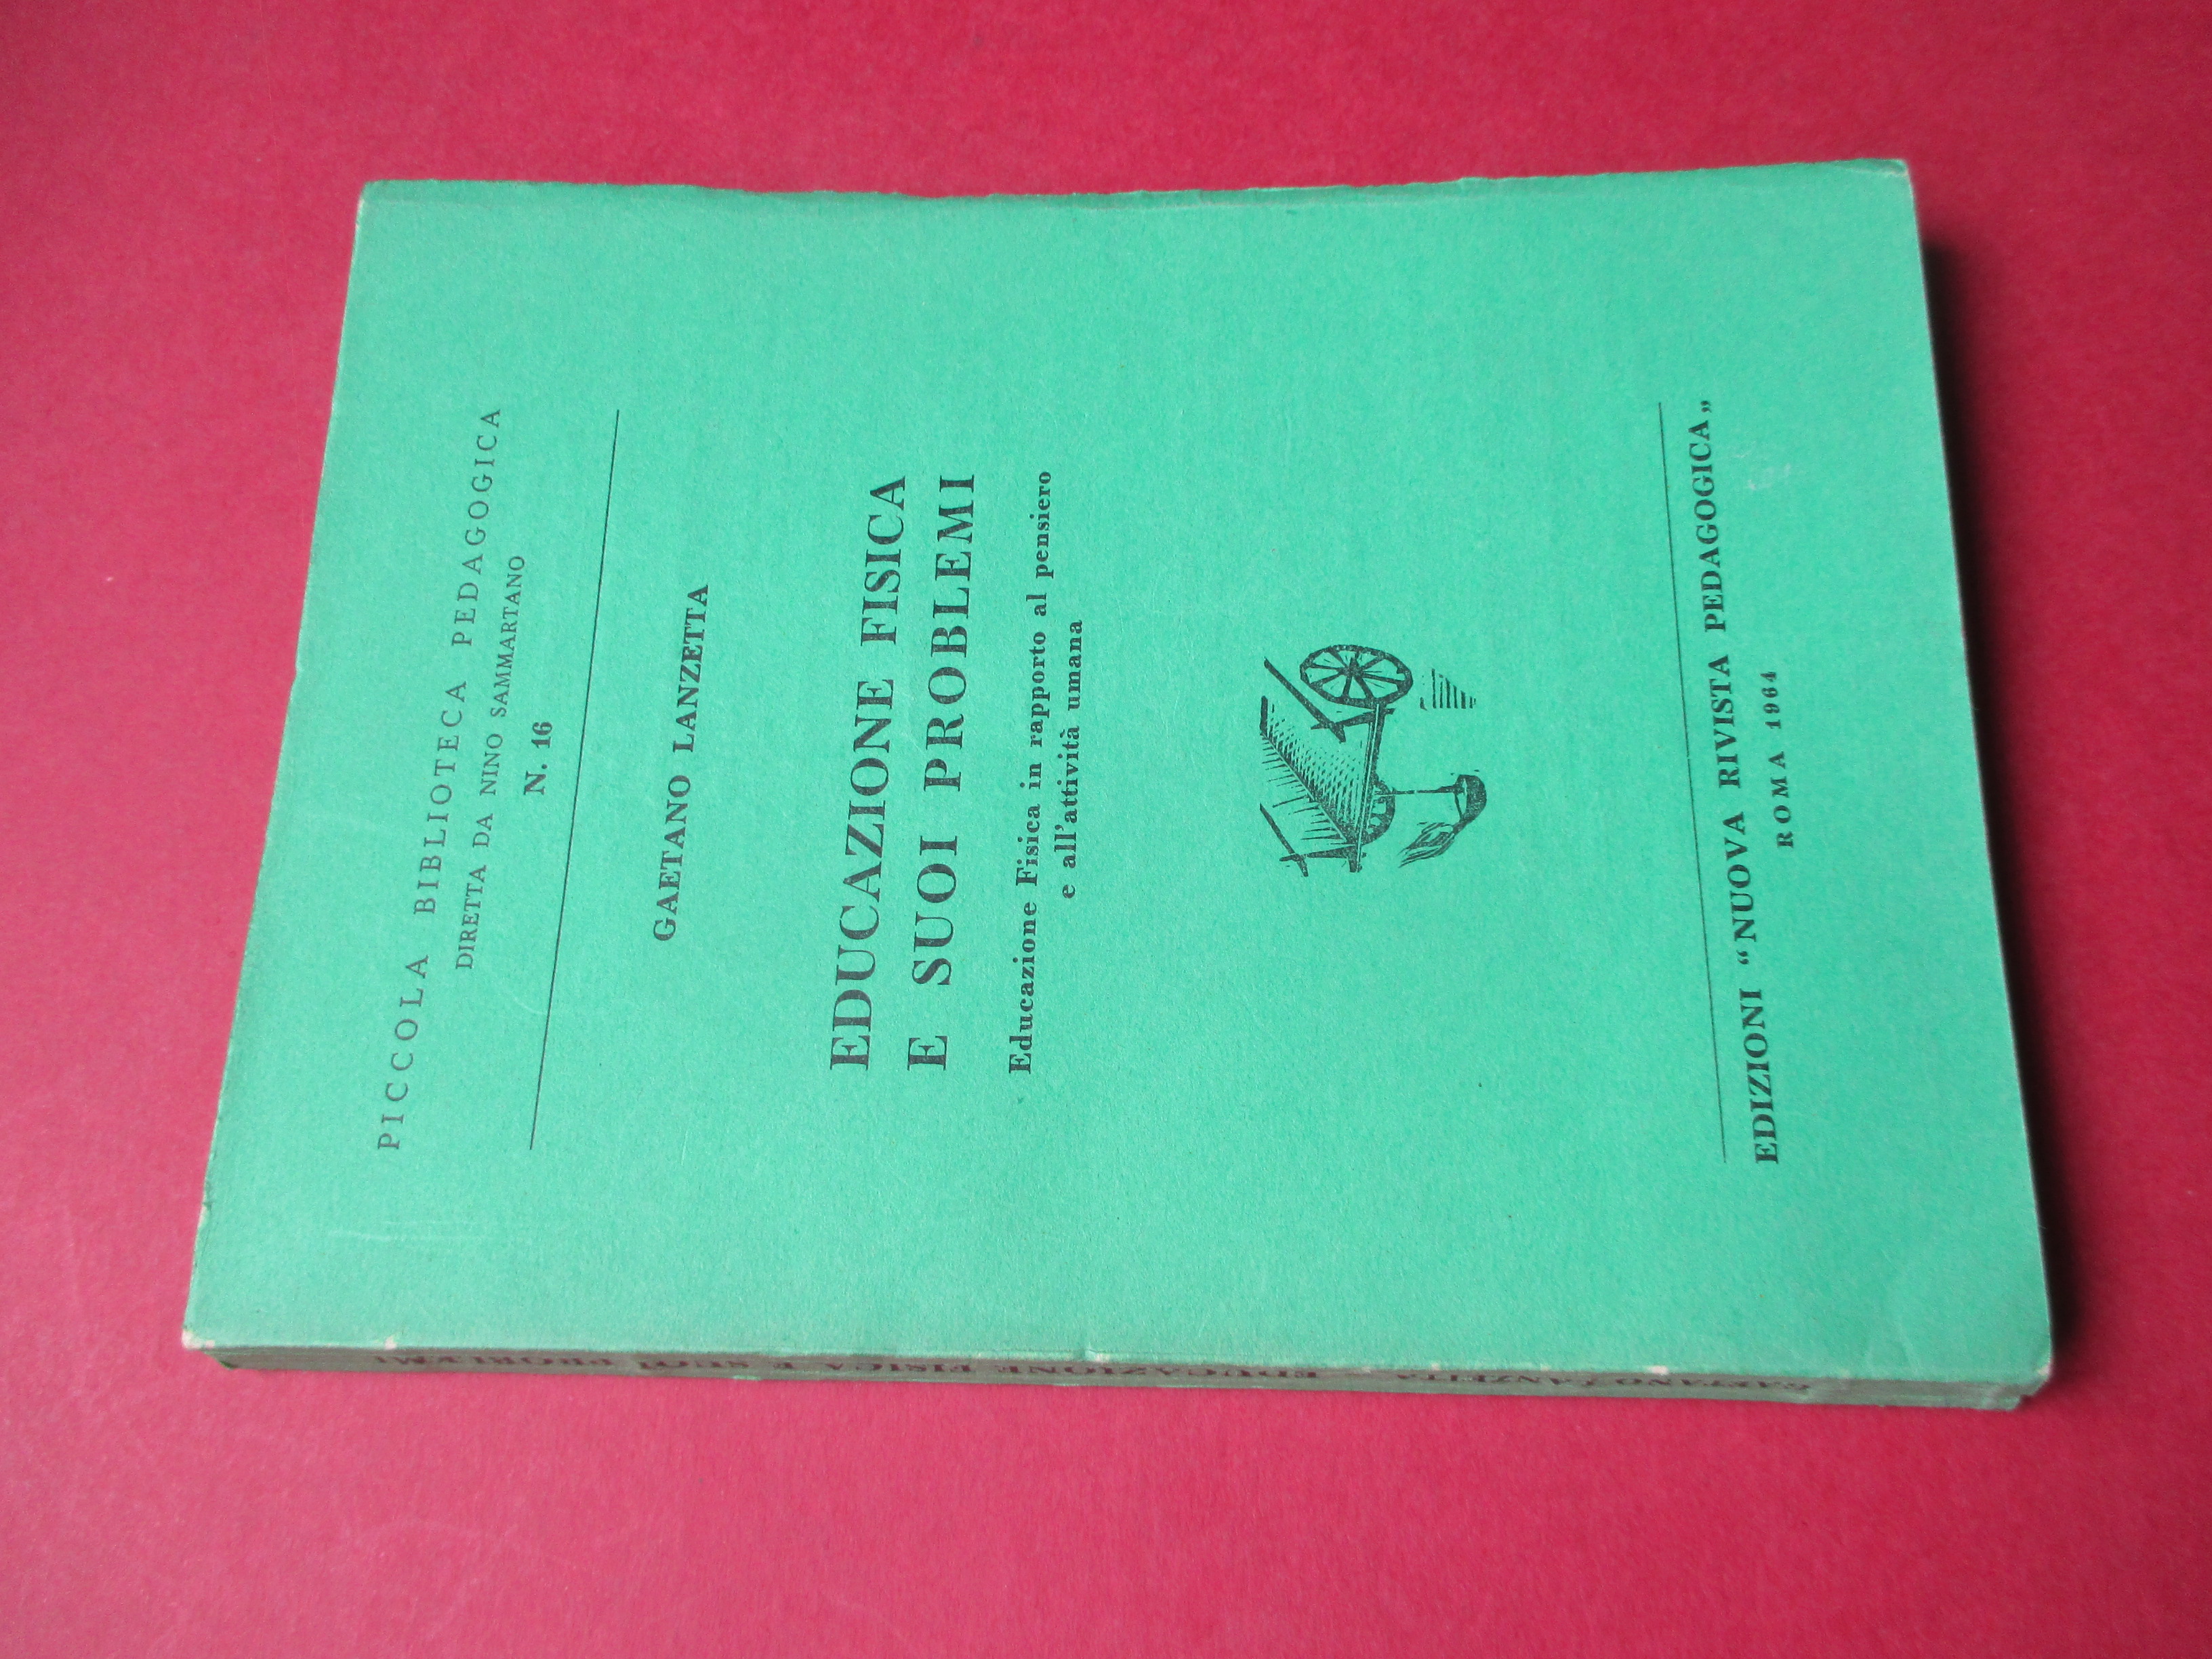 PICCOLA BIBLIOTECA PEDAGOGICA
DIRETTA DA NINO SAMMARTANO
N. 16
GAETANO LANZETTA
EDUCAZIONE FISICA
E SUOI PROBLEMI
Educazione Fisica in rapporto al pensiero
e all'attività umana
EDIZIONI “NUOVA RIVISTA PEDAGOGICA„
ROMA 1964
GAETANO LANZETTA - EDUCAZIONE FISICA E SUOI PROBLEMI